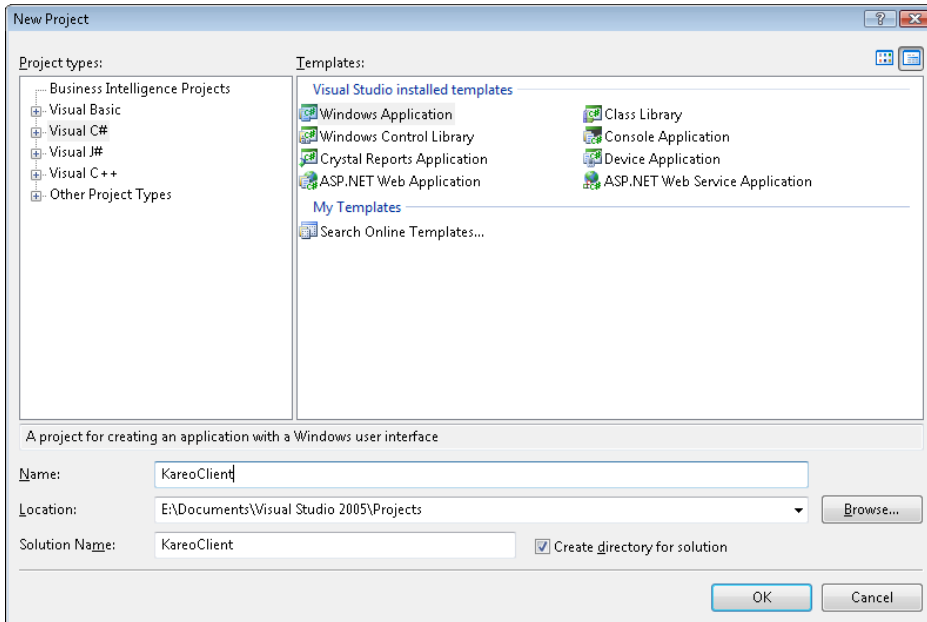 New Project
Project types:
Templates:
Business Intelligence Projects
Visual Basic
Visual C#
Visual J#
Visual C++
Other Project Types
Visual Studio installed templates
Windows Application
Class Library
Windows Control Library
Console Application
Crystal Reports Application
Device Application
ASP.NET Web Application
ASP.NET Web Service Application
My Templates
Search Online Templates...
A project for creating an application with a Windows user interface
Name:
KareoClient
Location:
E:\Documents\Visual Studio 2005\Projects
Browse...
Solution Name:
KareoClient
Create directory for solution
OK
Cancel